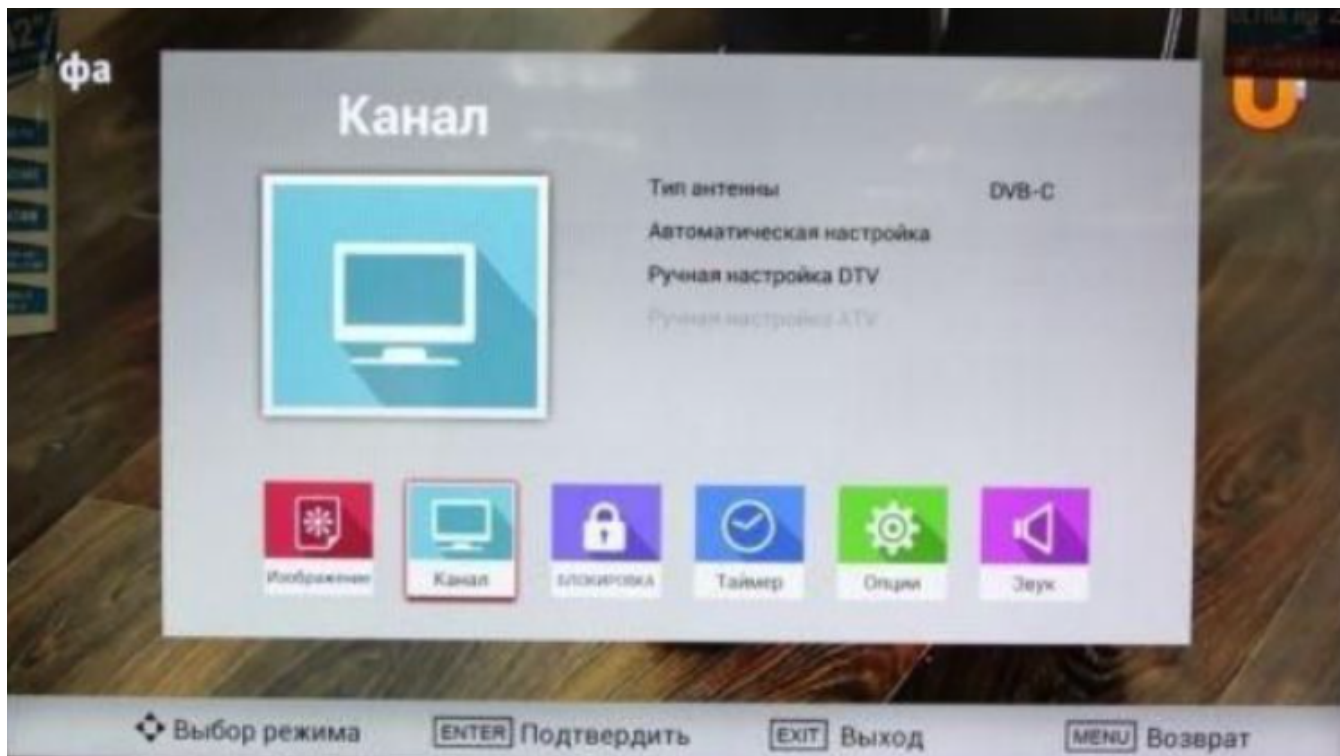 фа
Канал
Тип антенны DVB-C
Автоматическая настройка
Ручная настройка DTV
Ручная настройка ATV
Изображение Канал БЛОКИРОВКА Таймер Опции Звук
Выбор режима ENTER Подтвердить EXIT Выход MENU Возврат